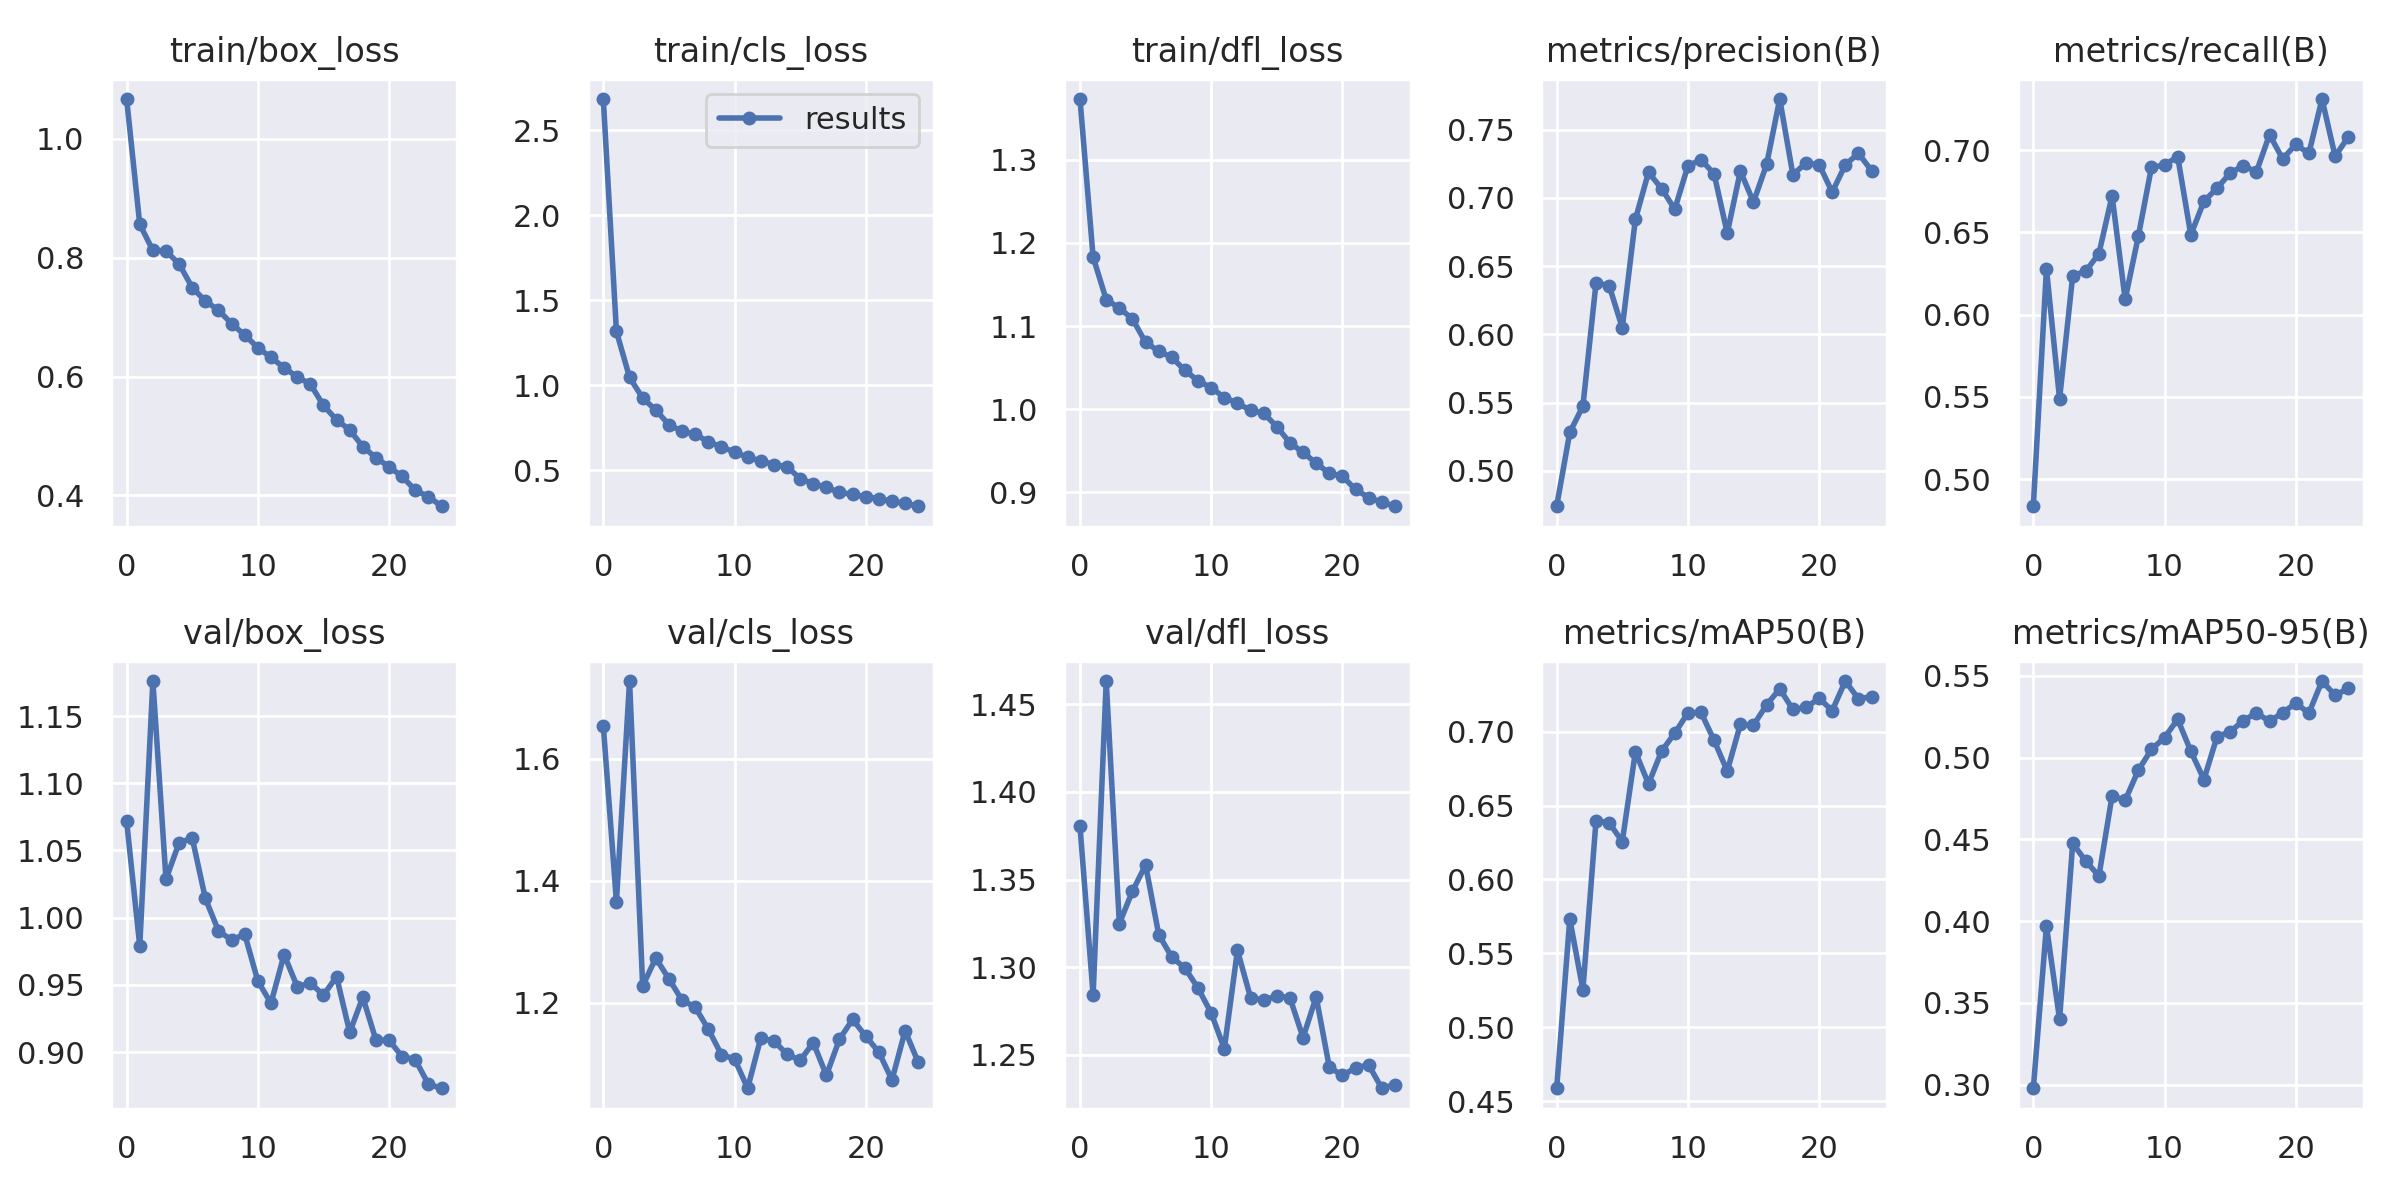 train/box_loss
1.0
0.8
0.6
0.4
0 10 20
train/cls_loss
results
2.5
2.0
1.5
1.0
0.5
0 10 20
train/dfl_loss
1.3
1.2
1.1
1.0
0.9
0 10 20
metrics/precision(B)
0.75
0.70
0.65
0.60
0.55
0.50
0 10 20
metrics/recall(B)
0.70
0.65
0.60
0.55
0.50
0 10 20
val/box_loss
1.15
1.10
1.05
1.00
0.95
0.90
0 10 20
val/cls_loss
1.6
1.4
1.2
0 10 20
val/dfl_loss
1.45
1.40
1.35
1.30
1.25
0 10 20
metrics/mAP50(B)
0.70
0.65
0.60
0.55
0.50
0.45
0 10 20
metrics/mAP50-95(B)
0.55
0.50
0.45
0.40
0.35
0.30
0 10 20